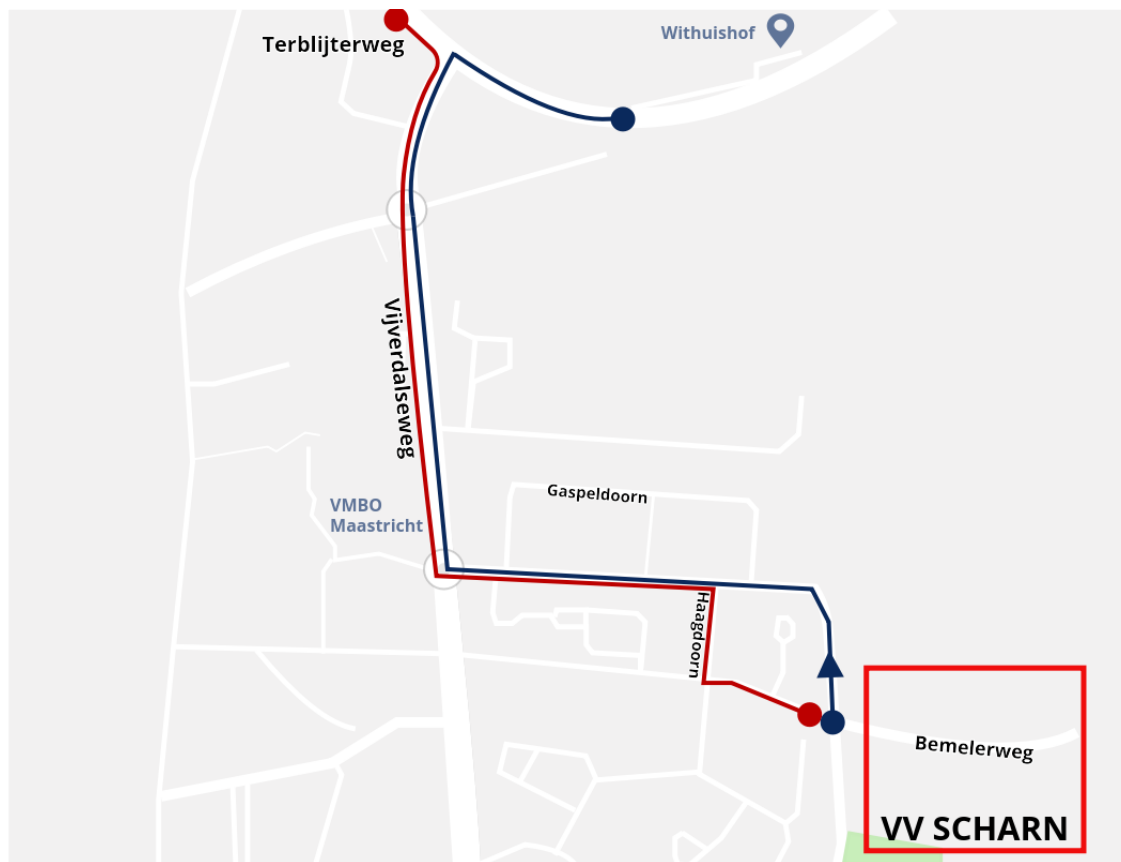 Withuishof
Terblijterweg
Vijverdalseweg
Gaspeldoorn
VMBO
Maastricht
Haagdoorn
Bemelerweg
VV SCHARN